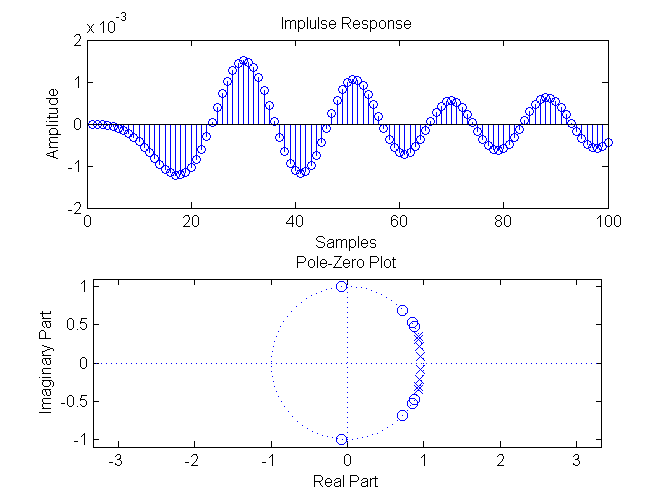 x 10^-3
Implulse Response
2
1
0
-1
-2
Amplitude
0 20 40 60 80 100
Samples
Pole-Zero Plot
1
0.5
0
-0.5
-1
Imaginary Part
-3 -2 -1 0 1 2 3
Real Part